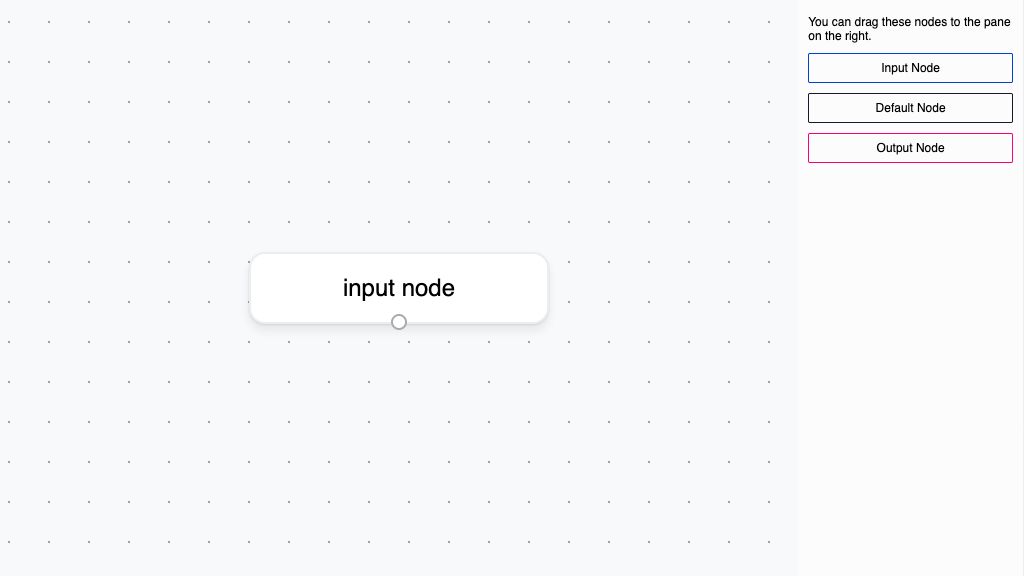 You can drag these nodes to the pane
on the right.
Input Node
Default Node
Output Node
input node